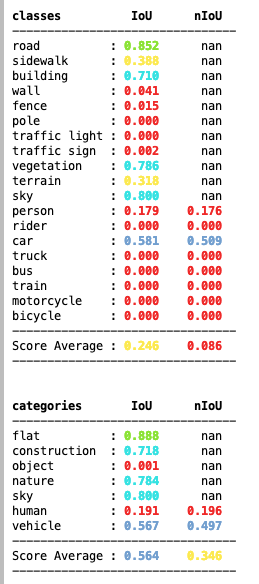 classes IoU nIoU
--------------------------------
road : 0.852 nan
sidewalk : 0.388 nan
building : 0.710 nan
wall : 0.041 nan
fence : 0.015 nan
pole : 0.000 nan
traffic light : 0.000 nan
traffic sign : 0.002 nan
vegetation : 0.786 nan
terrain : 0.318 nan
sky : 0.800 nan
person : 0.179 0.176
rider : 0.000 0.000
car : 0.581 0.509
truck : 0.000 0.000
bus : 0.000 0.000
train : 0.000 0.000
motorcycle : 0.000 0.000
bicycle : 0.000 0.000
--------------------------------
Score Average : 0.246 0.086
--------------------------------
categories IoU nIoU
--------------------------------
flat : 0.888 nan
construction : 0.718 nan
object : 0.001 nan
nature : 0.784 nan
sky : 0.800 nan
human : 0.191 0.196
vehicle : 0.567 0.497
--------------------------------
Score Average : 0.564 0.346
--------------------------------